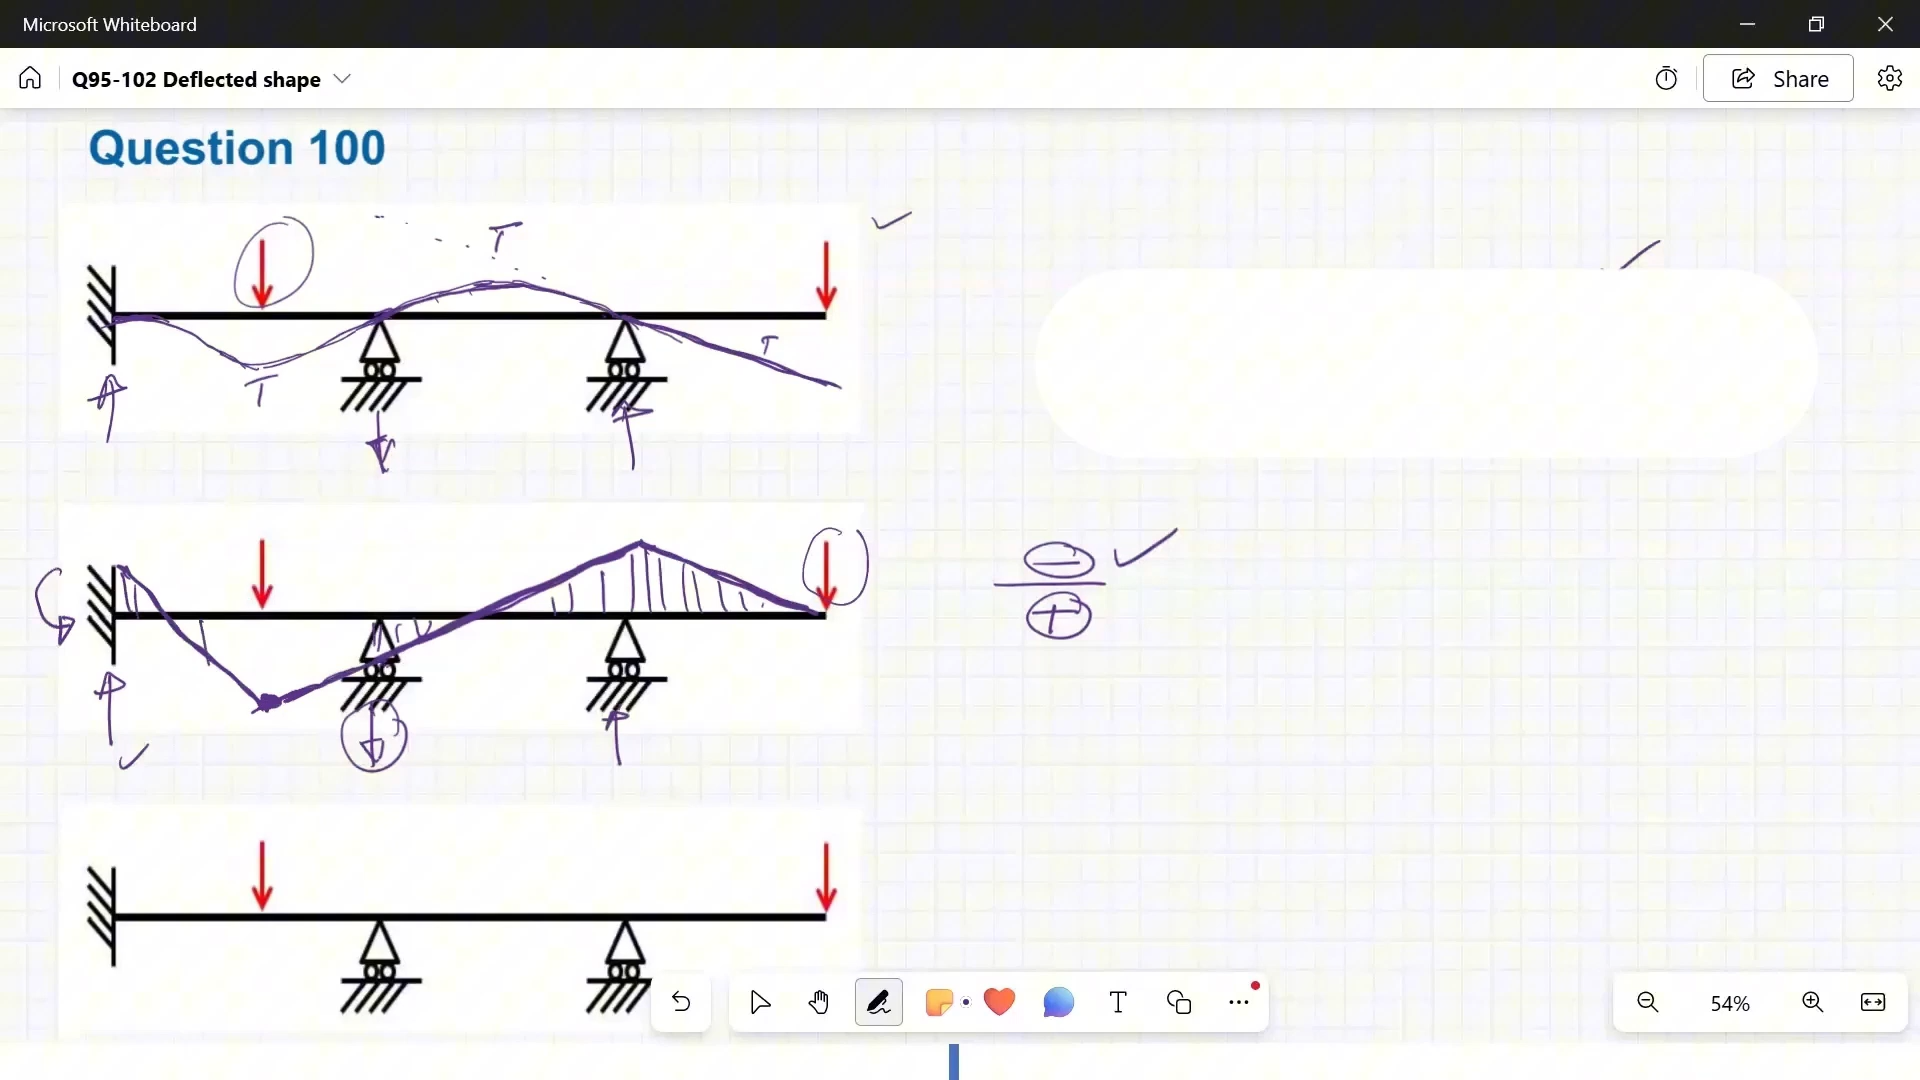 Microsoft Whiteboard
Q95-102 Deflected shape
Share
Question 100
T
T
T
−
+
T
54%